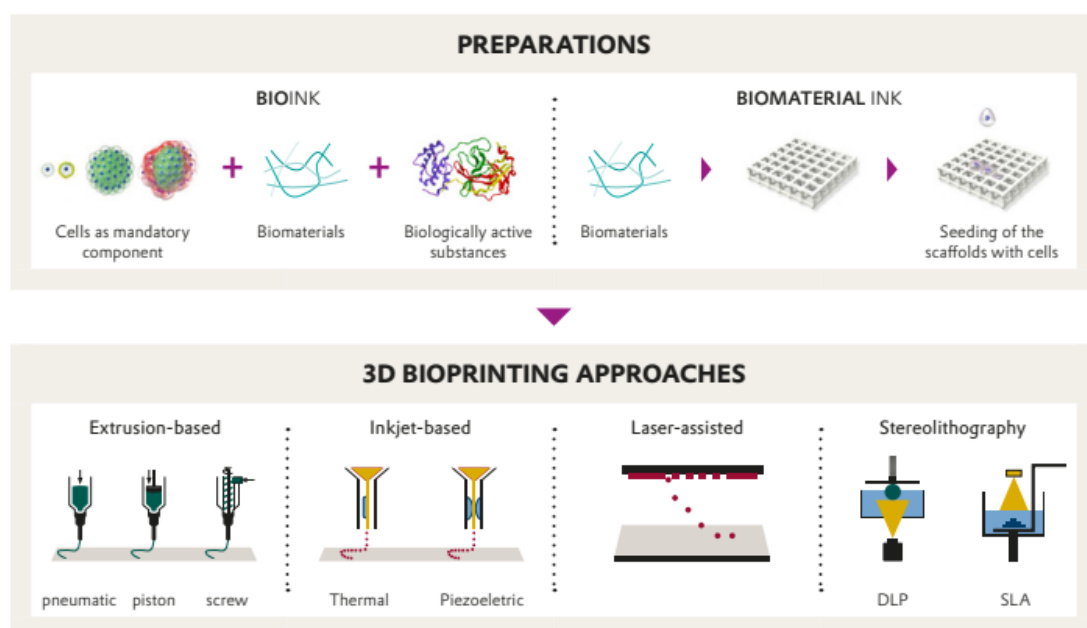 PREPARATIONS
BIOINK
BIOMATERIAL INK
Cells as mandatory
component
Biomaterials
Biologically active
substances
Biomaterials
Seeding of the
scaffolds with cells
3D BIOPRINTING APPROACHES
Extrusion-based
Inkjet-based
Laser-assisted
Stereolithography
pneumatic
piston
screw
Thermal
Piezoeletric
DLP
SLA